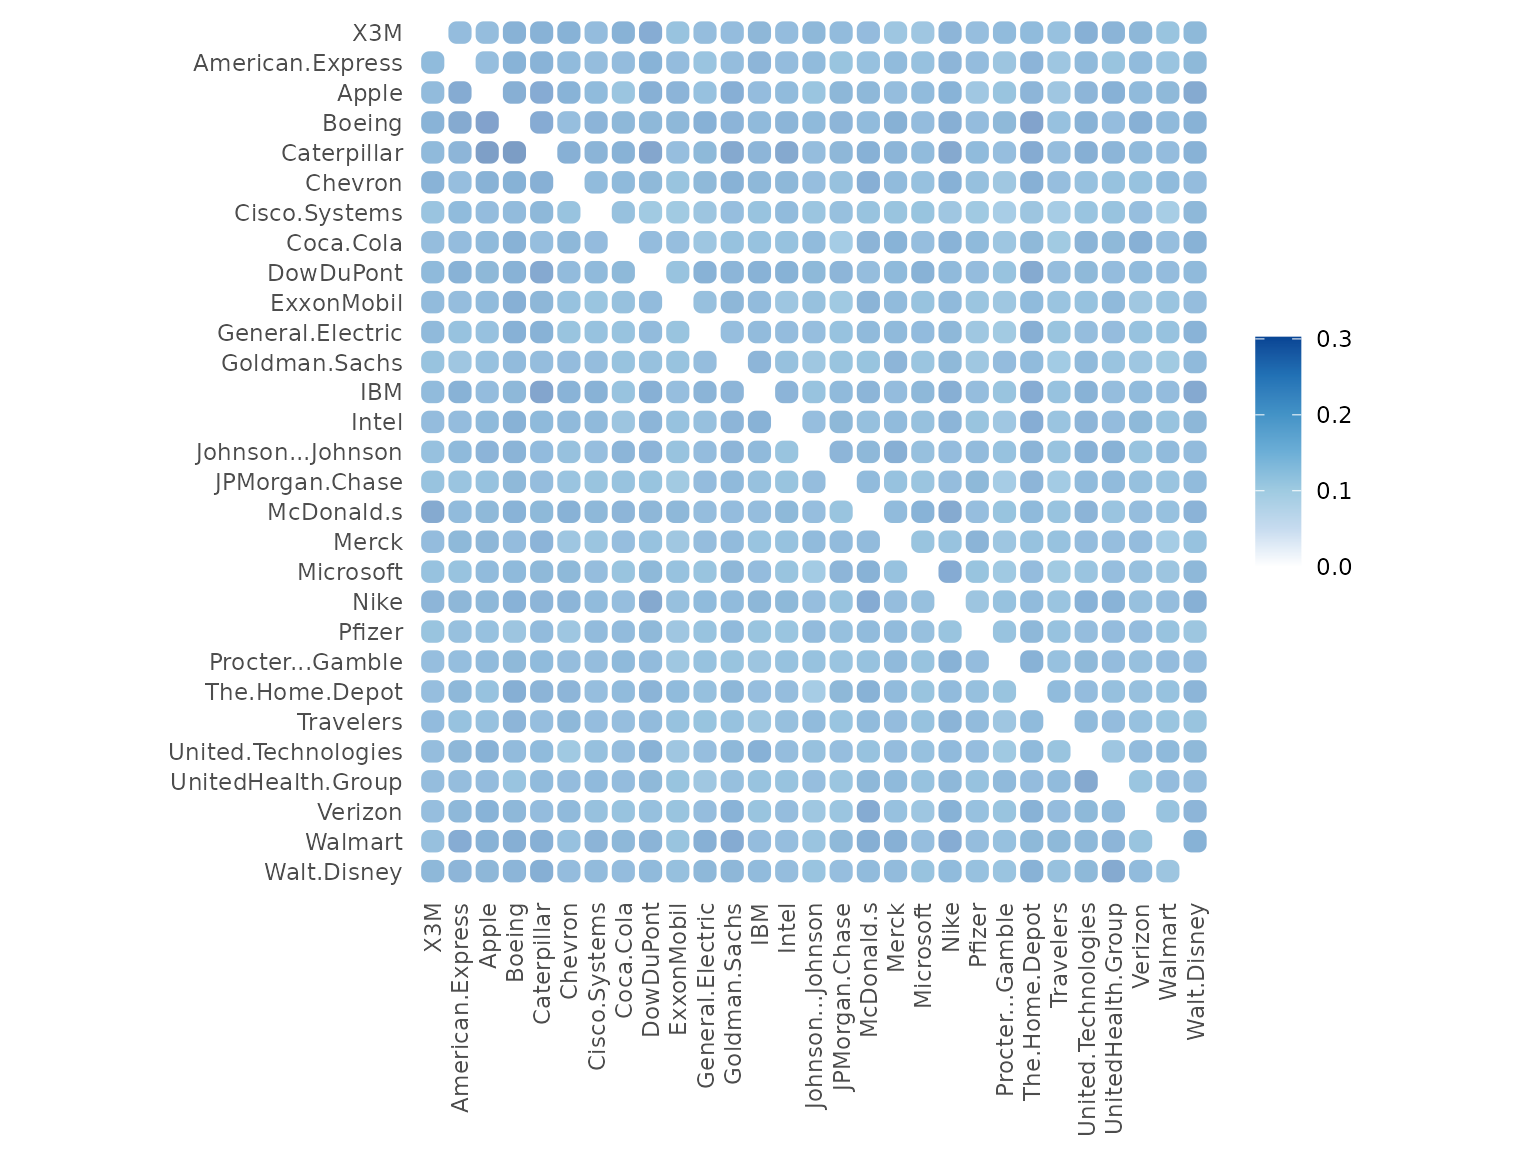 X3M
American.Express
Apple
Boeing
Caterpillar
Chevron
Cisco.Systems
Coca.Cola
DowDuPont
ExxonMobil
General.Electric
Goldman.Sachs
IBM
Intel
Johnson...Johnson
JPMorgan.Chase
McDonald.s
Merck
Microsoft
Nike
Pfizer
Procter...Gamble
The.Home.Depot
Travelers
United.Technologies
UnitedHealth.Group
Verizon
Walmart
Walt.Disney
X3M
American.Express
Apple
Boeing
Caterpillar
Chevron
Cisco.Systems
Coca.Cola
DowDuPont
ExxonMobil
General.Electric
Goldman.Sachs
IBM
Intel
Johnson...Johnson
JPMorgan.Chase
McDonald.s
Merck
Microsoft
Nike
Pfizer
Procter...Gamble
The.Home.Depot
Travelers
United.Technologies
UnitedHealth.Group
Verizon
Walmart
Walt.Disney
0.3
0.2
0.1
0.0